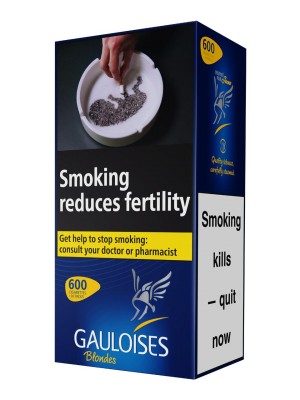 Smoking
reduces fertility
Get help to stop smoking:
consult your doctor or pharmacist
600
GAULOISES
Blondes
600
Smoking
kills
– quit
now